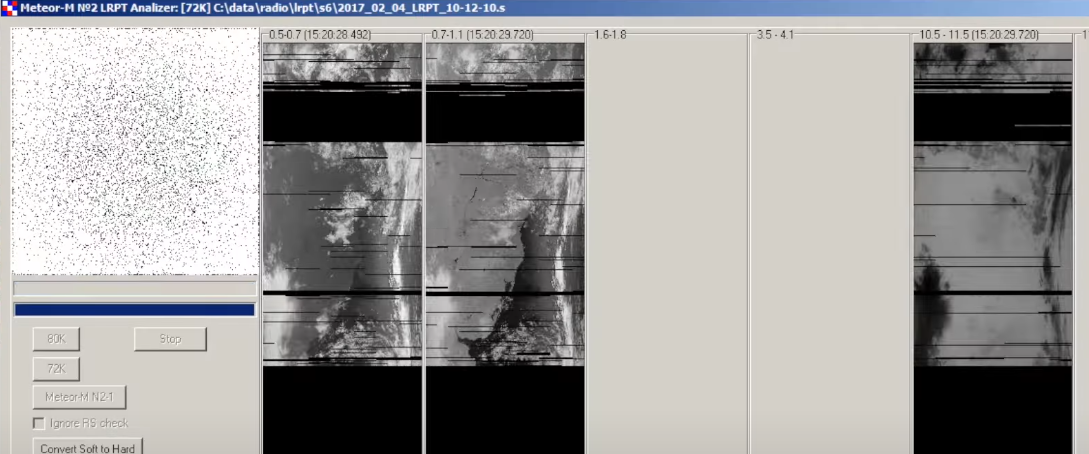 Meteor-M №2 LRPT Analizer: [72K] C:\data\radio\lrpt\s6\2017_02_04_LRPT_10-12-10.s
0.5-0.7 (15:20:28.492)
0.7-1.1 (15:20:29.720)
1.6-1.8
3.5 - 4.1
10.5 - 11.5 (15:20:29.720)
80K
Stop
72K
Meteor-M N2-1
Ignore RS check
Convert Soft to Hard